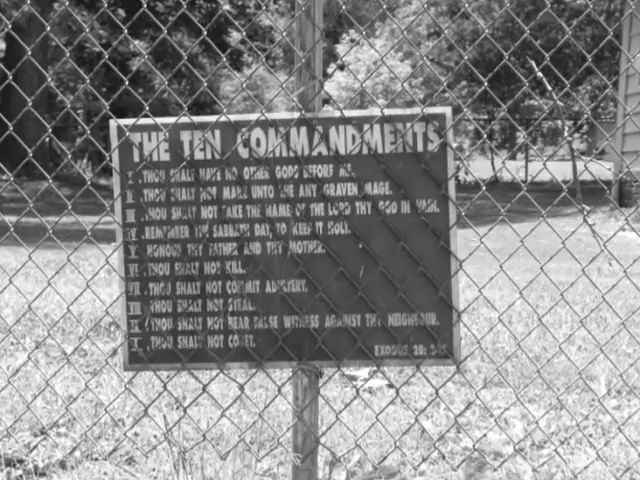 THE TEN COMMANDMENTS
I. THOU SHALT HAVE NO OTHER GODS BEFORE ME.
II. THOU SHALT NOT MAKE UNTO THE ANY GRAVEN IMAGE.
III. THOU SHALT NOT TAKE THE NAME OF THE LORD THY GOD IN VAIN.
IV. REMEMBER THE SABBATH DAY, TO KEEP IT HOLY.
V. HONOUR THY FATHER AND THY MOTHER.
VI. THOU SHALT NOT KILL.
VII. THOU SHALT NOT COMMIT ADULTERY.
VIII. THOU SHALT NOT STEAL.
IX. THOU SHALT NOT BEAR FALSE WITNESS AGAINST THY NEIGHBOUR.
X. THOU SHALT NOT COVET.
EXODUS, 20: